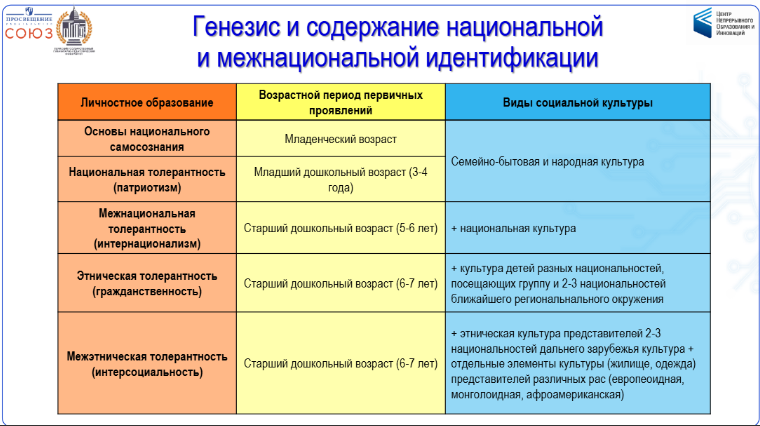 ПРОСВЕЩЕНИЕ
СОЮЗ
Центр
Непрерывного
Образования и
Инноваций
Генезис и содержание национальной
и межнациональной идентификации
Личностное образование
Возрастной период первичных
проявлений
Виды социальной культуры
Основы национального
самосознания
Младенческий возраст
Семейно-бытовая и народная культура
Национальная толерантность
(патриотизм)
Младший дошкольный возраст (3-4
года)
Межнациональная
толерантность
(интернационализм)
Старший дошкольный возраст (5-6 лет)
+ национальная культура
Этническая толерантность
(гражданственность)
Старший дошкольный возраст (6-7 лет)
+ культура детей разных национальностей,
посещающих группу и 2-3 национальностей
ближайшего региональнального окружения
Межэтническая толерантность
(интерсоциальность)
Старший дошкольный возраст (6-7 лет)
+ этническая культура представителей 2-3
национальностей дальнего зарубежья культура +
отдельные элементы культуры (жилище, одежда)
представителей различных рас (европеоидная,
монголоидная, афроамериканская)